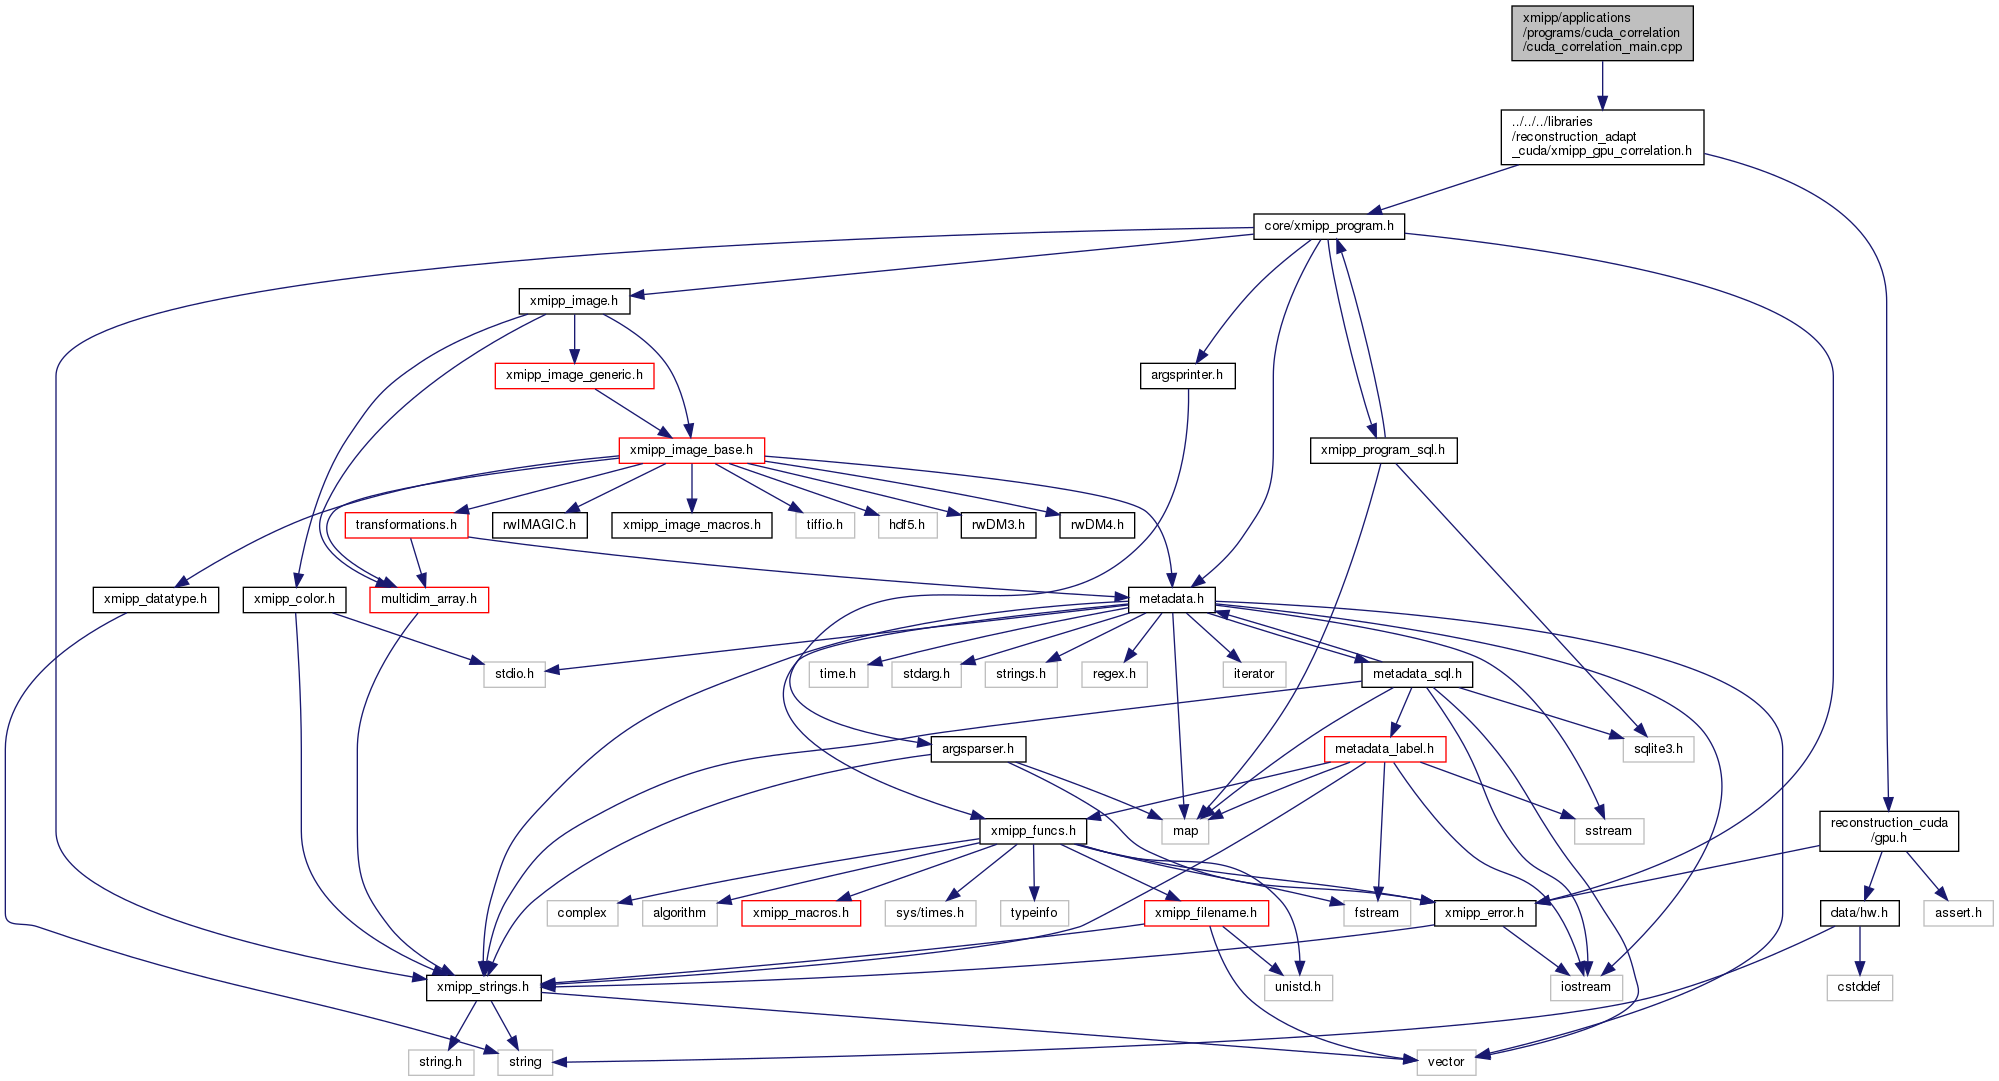 xmipp/applications
/programs/cuda_correlation
/cuda_correlation_main.cpp
../../../libraries
/reconstruction_adapt
_cuda/xmipp_gpu_correlation.h
core/xmipp_program.h
xmipp_image.h
xmipp_image_generic.h
argsprinter.h
xmipp_image_base.h
xmipp_program_sql.h
transformations.h
rwIMAGIC.h
xmipp_image_macros.h
tiffio.h
hdf5.h
rwDM3.h
rwDM4.h
xmipp_datatype.h
xmipp_color.h
multidim_array.h
metadata.h
stdio.h
time.h
stdarg.h
strings.h
regex.h
iterator
metadata_sql.h
argsparser.h
metadata_label.h
sqlite3.h
xmipp_funcs.h
map
sstream
reconstruction_cuda
/gpu.h
complex
algorithm
xmipp_macros.h
sys/times.h
typeinfo
xmipp_filename.h
fstream
xmipp_error.h
data/hw.h
assert.h
xmipp_strings.h
unistd.h
iostream
cstddef
string.h
string
vector